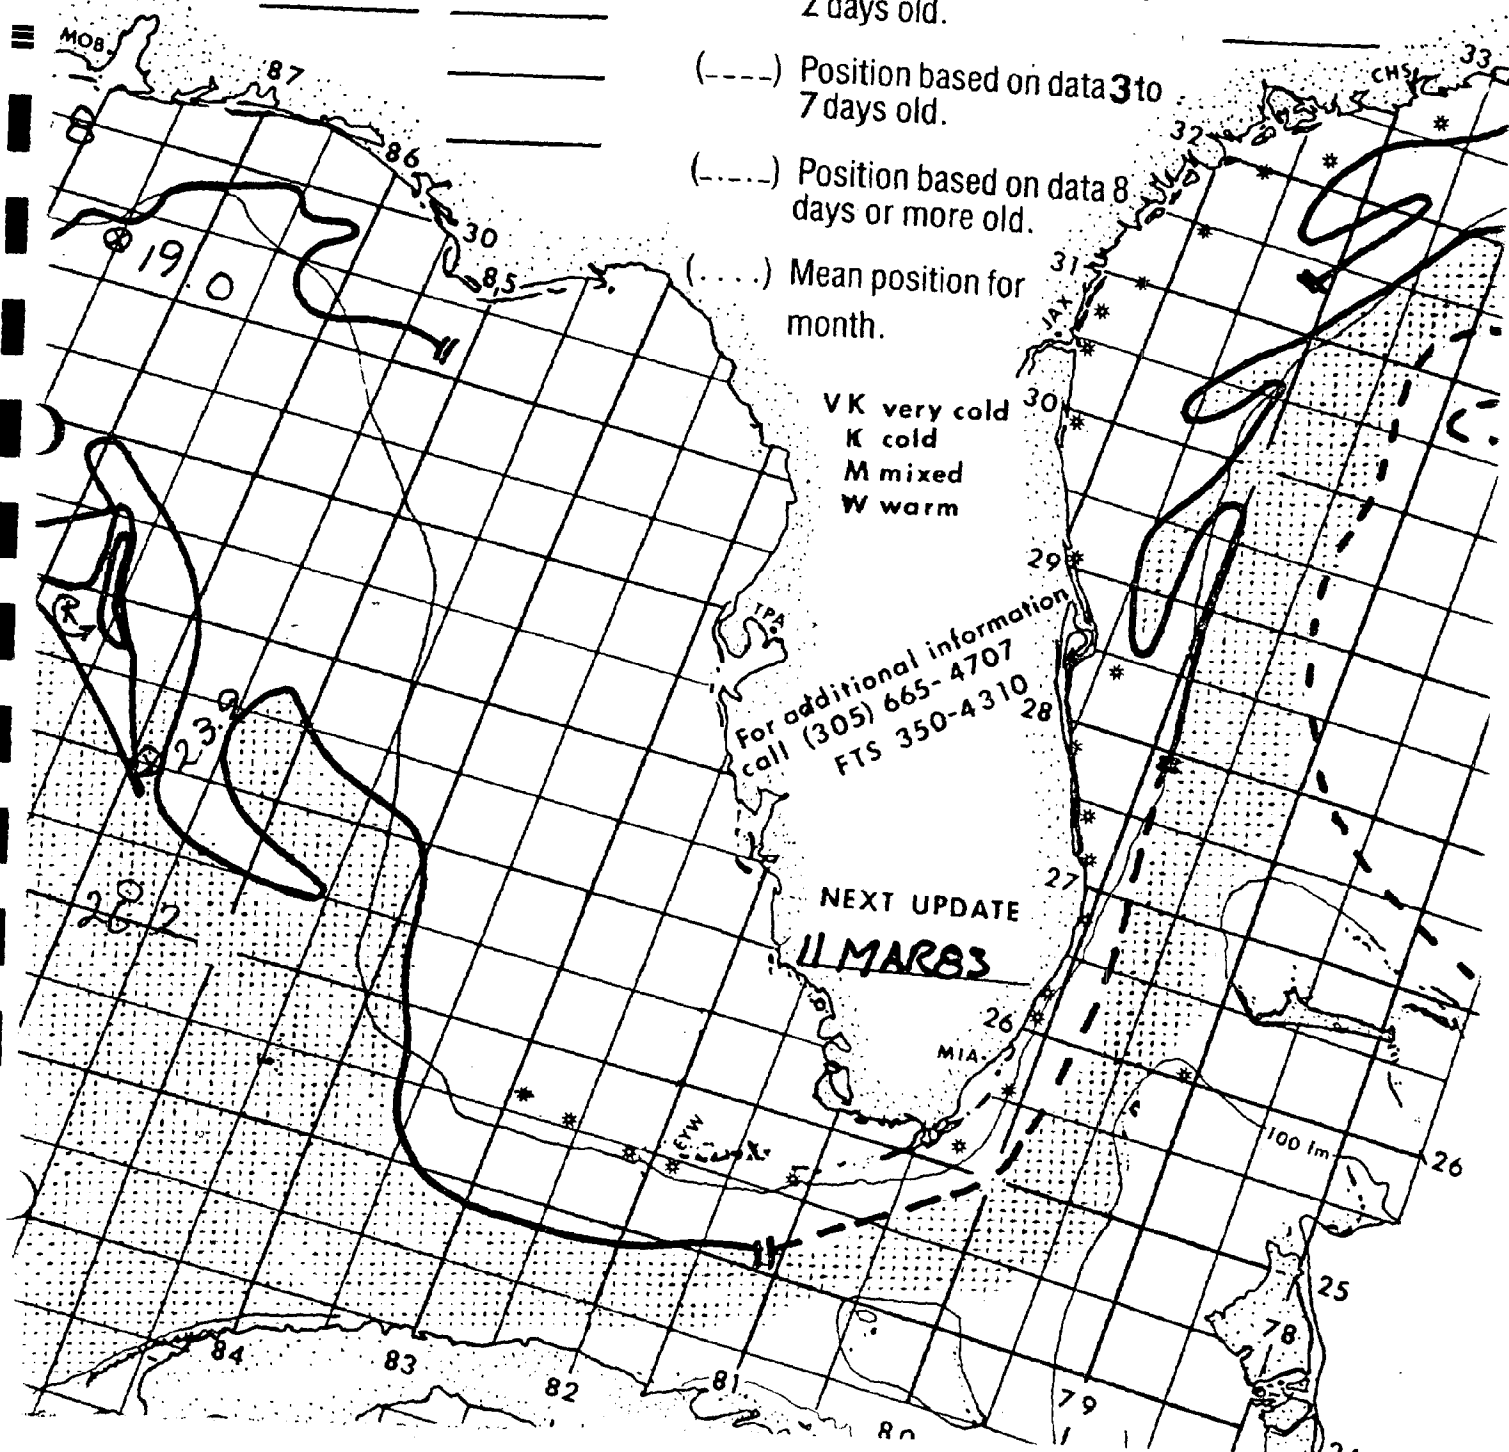 2 days old.
(----) Position based on data 3 to
7 days old.
(_._._) Position based on data 8
days or more old.
(....) Mean position for
month.
VK very cold
K cold
M mixed
W warm
For additional information
call (305) 665-4707
FTS 350-4310
NEXT UPDATE
11 MAR83
MOB.
87
86
30
85
19.0
23.9
TPA
EYW
MIA.
JAX
CHS
33
32
31
30
29
28
27
26
100 fm
26
25
78
84
83
82
81
80
79